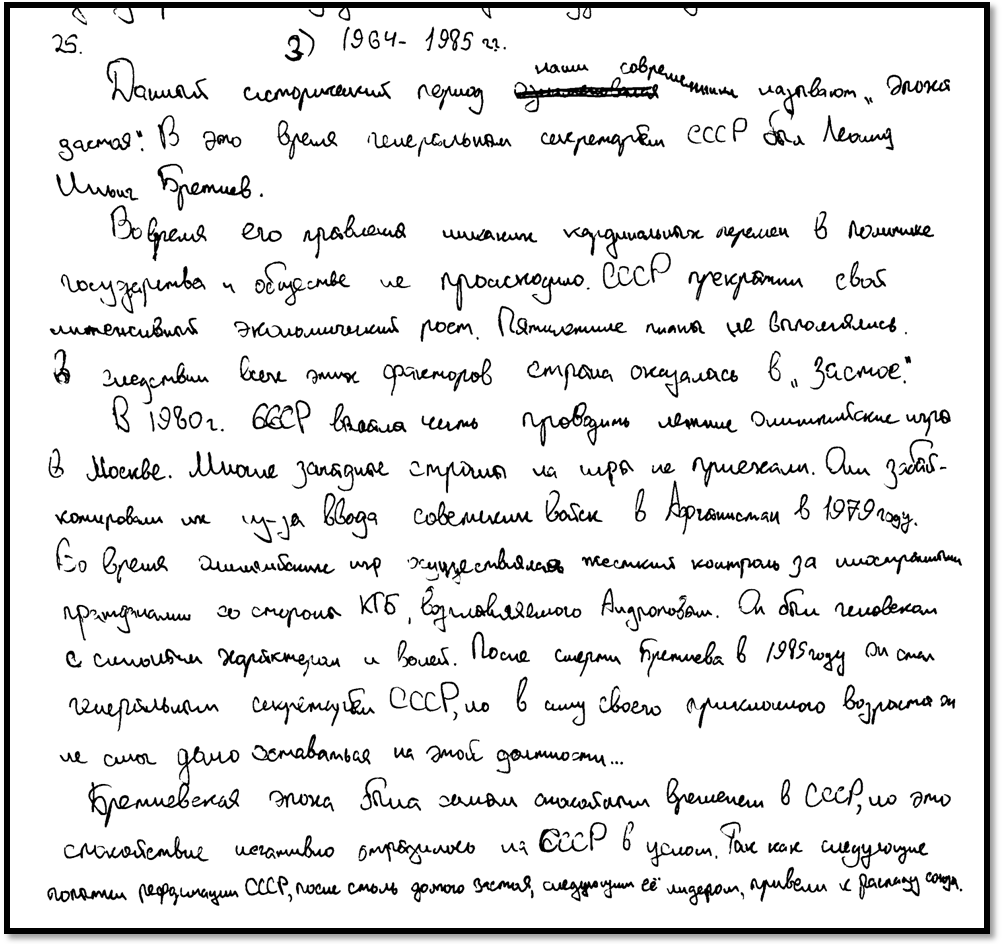 25.
3) 1964- 1985 гг.
Данный исторический период наши современники называют „Эпоха
застоя". В это время генеральным секретарём СССР был Леонид
Ильич Брежнев.
Во время его правления никаких кардинальных перемен в политике
государства и обществе не происходило. СССР прекратил свой
интенсивный экономический рост. Пятилетние планы не выполнялись.
В следствии всех этих факторов страна оказалась в „Застое".
В 1980г. СССР выпала честь проводить летние Олимпийские игры
в Москве. Многие западные страны на игры не приехали. Они забой-
котировали их из-за ввода советских войск в Афганистан в 1979 году.
Во время Олимпийских игр осуществлялся жесткий контроль за иностранными
гражданами со стороны КГБ, возглавляемого Андроповым. Он был человеком
с сильным характером и волей. После смерти Брежнева в 1985 году он стал
генеральным секретарём СССР, но в силу своего преклонного возраста он
не смог долго оставаться на этой должности...
Брежневская эпоха была самым спокойным временем в СССР, но это
спокойствие негативно отразилось на СССР в целом. Так как следующие
попытки реформации СССР, после столь долгого застоя, следующим её лидером, привели к распаду союза.